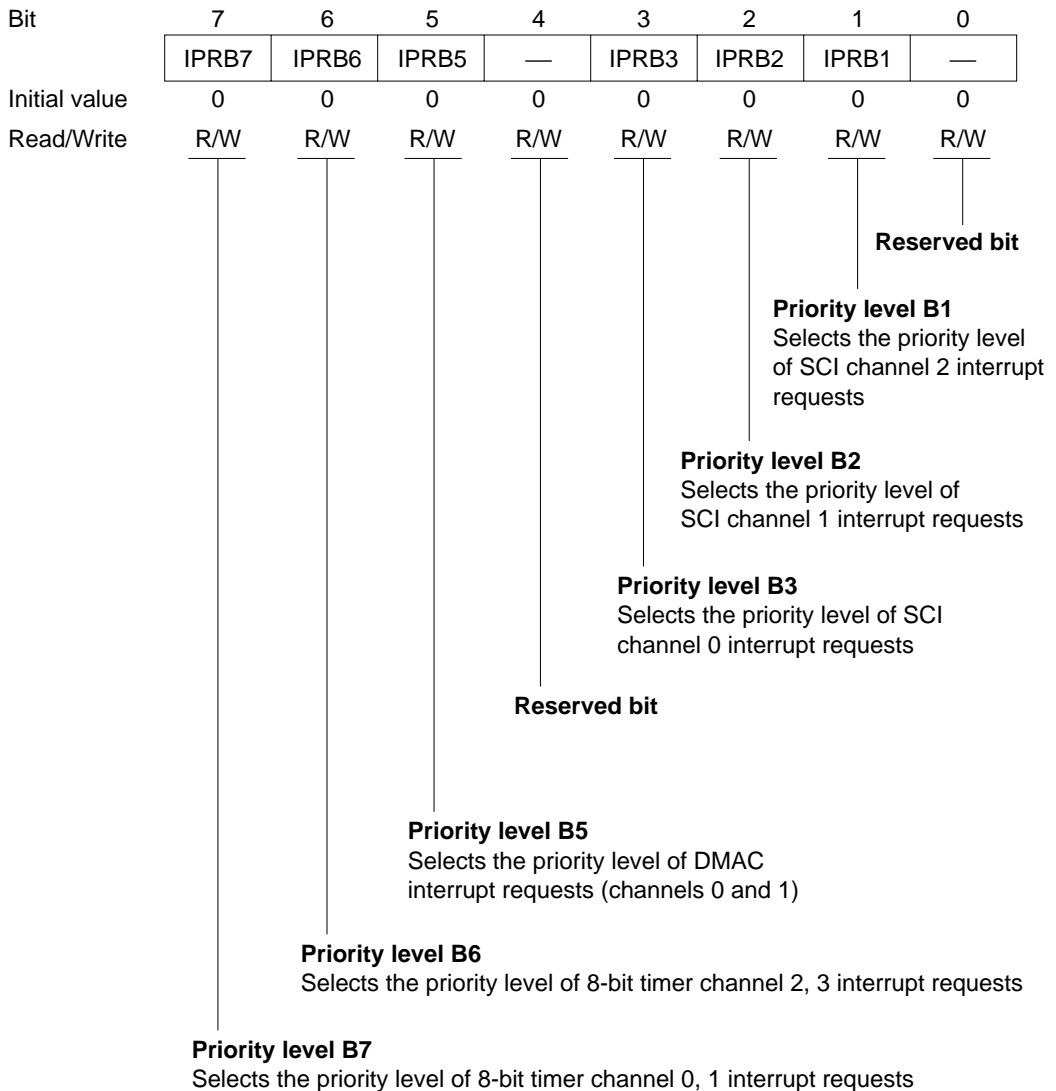 Bit 7 6 5 4 3 2 1 0
IPRB7 IPRB6 IPRB5 — IPRB3 IPRB2 IPRB1 —
Initial value 0 0 0 0 0 0 0 0
Read/Write R/W R/W R/W R/W R/W R/W R/W R/W
Reserved bit
Priority level B1
Selects the priority level
of SCI channel 2 interrupt
requests
Priority level B2
Selects the priority level of
SCI channel 1 interrupt requests
Priority level B3
Selects the priority level of SCI
channel 0 interrupt requests
Reserved bit
Priority level B5
Selects the priority level of DMAC
interrupt requests (channels 0 and 1)
Priority level B6
Selects the priority level of 8-bit timer channel 2, 3 interrupt requests
Priority level B7
Selects the priority level of 8-bit timer channel 0, 1 interrupt requests